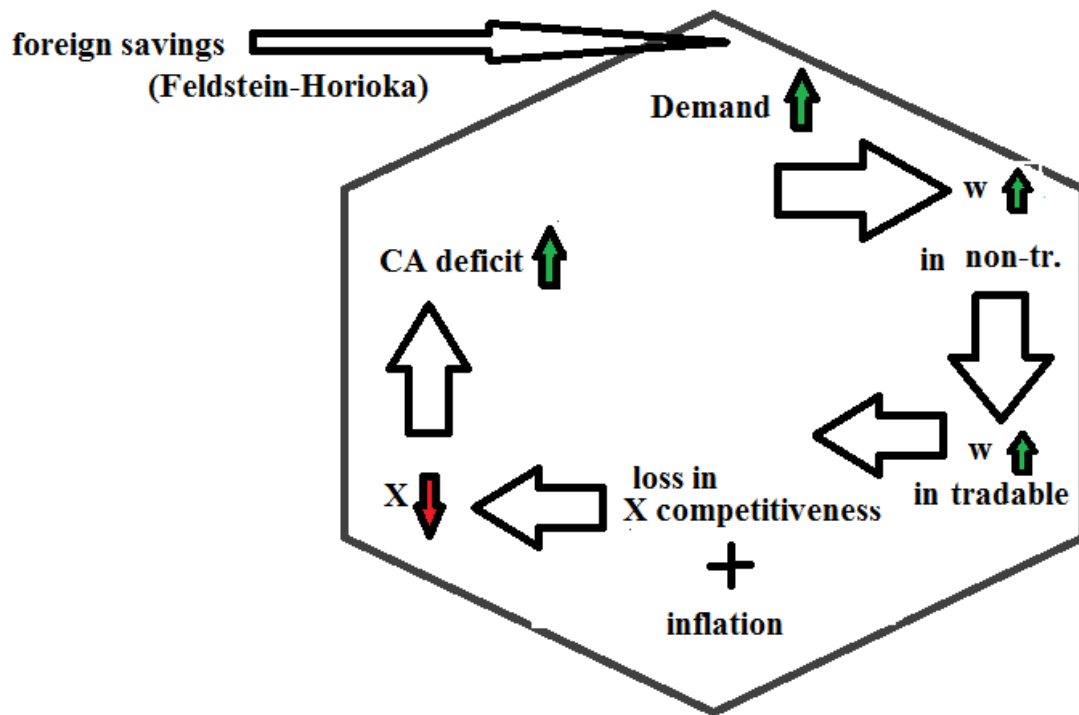 foreign savings
(Feldstein-Horioka)
Demand
w
in non-tr.
CA deficit
w
in tradable
loss in
X competitiveness
+
inflation
X